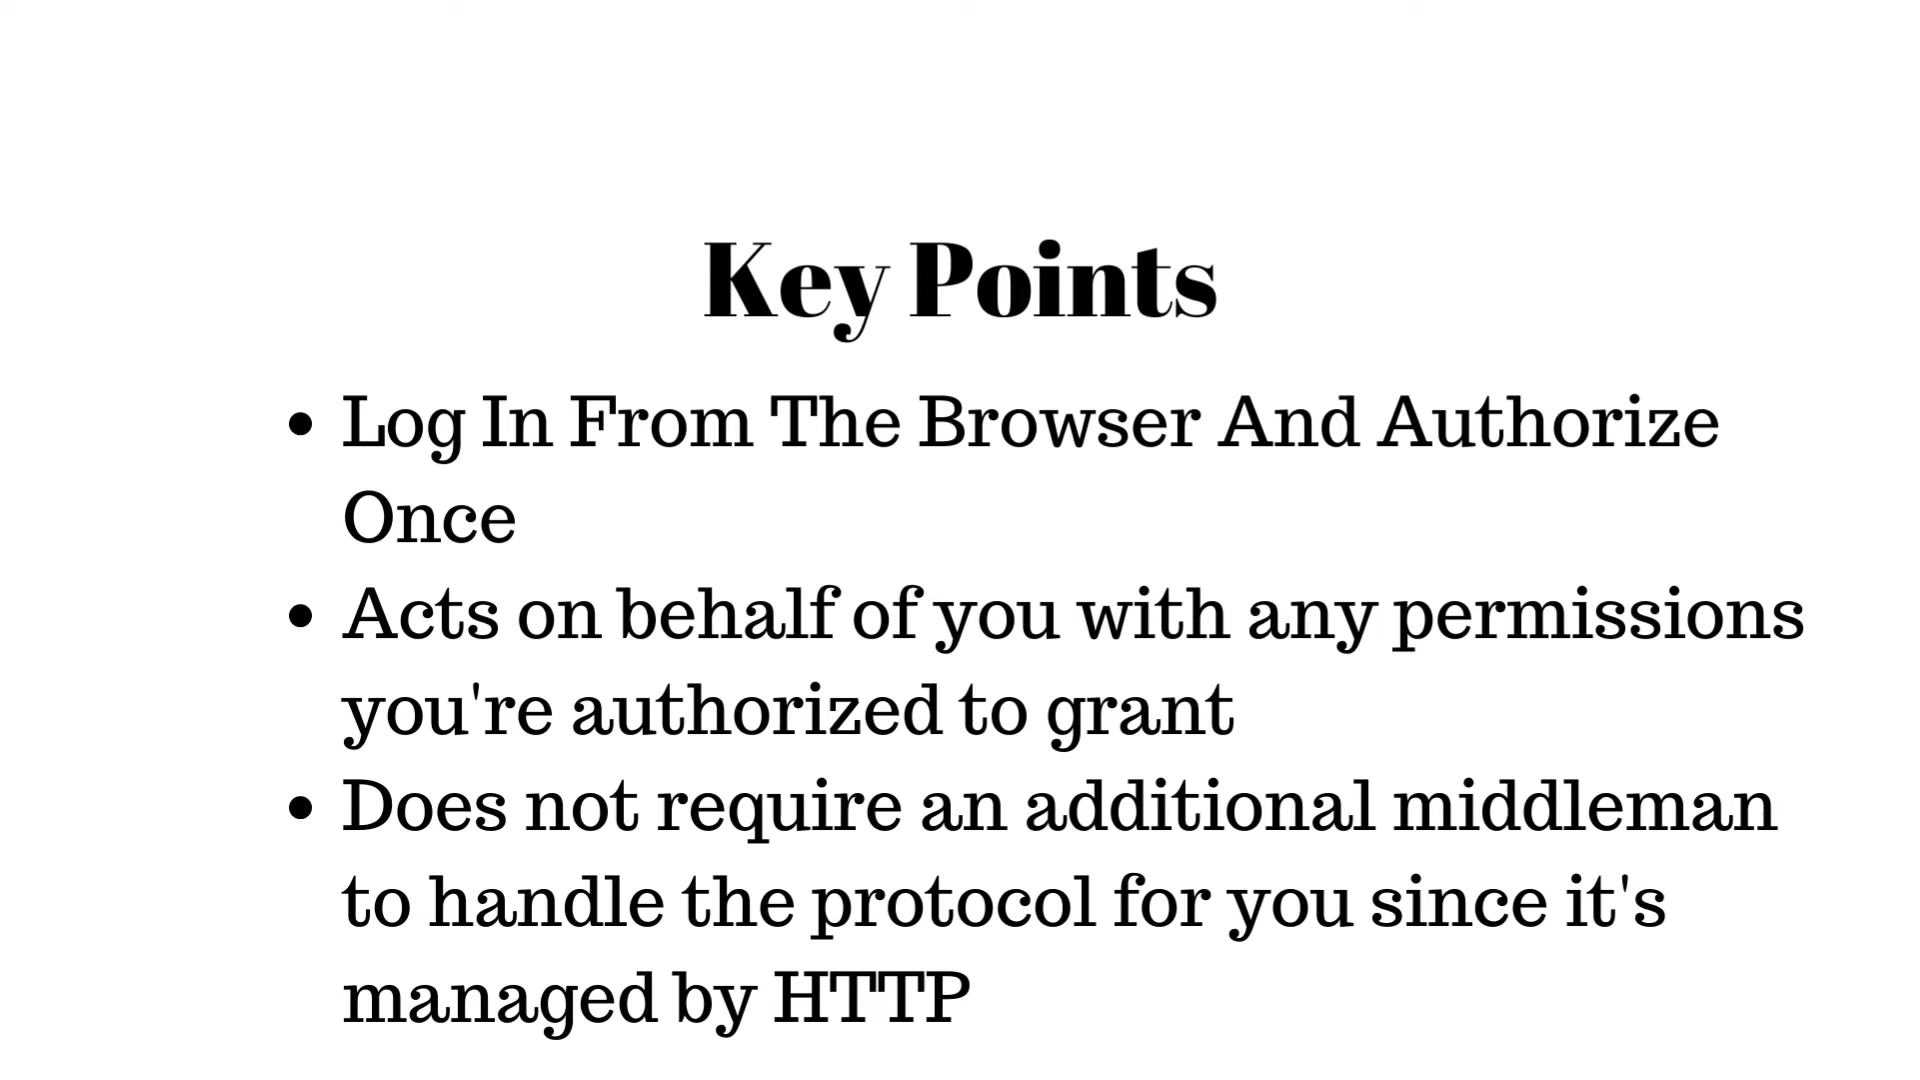 Key Points
• Log In From The Browser And Authorize
Once
• Acts on behalf of you with any permissions
you're authorized to grant
• Does not require an additional middleman
to handle the protocol for you since it's
managed by HTTP